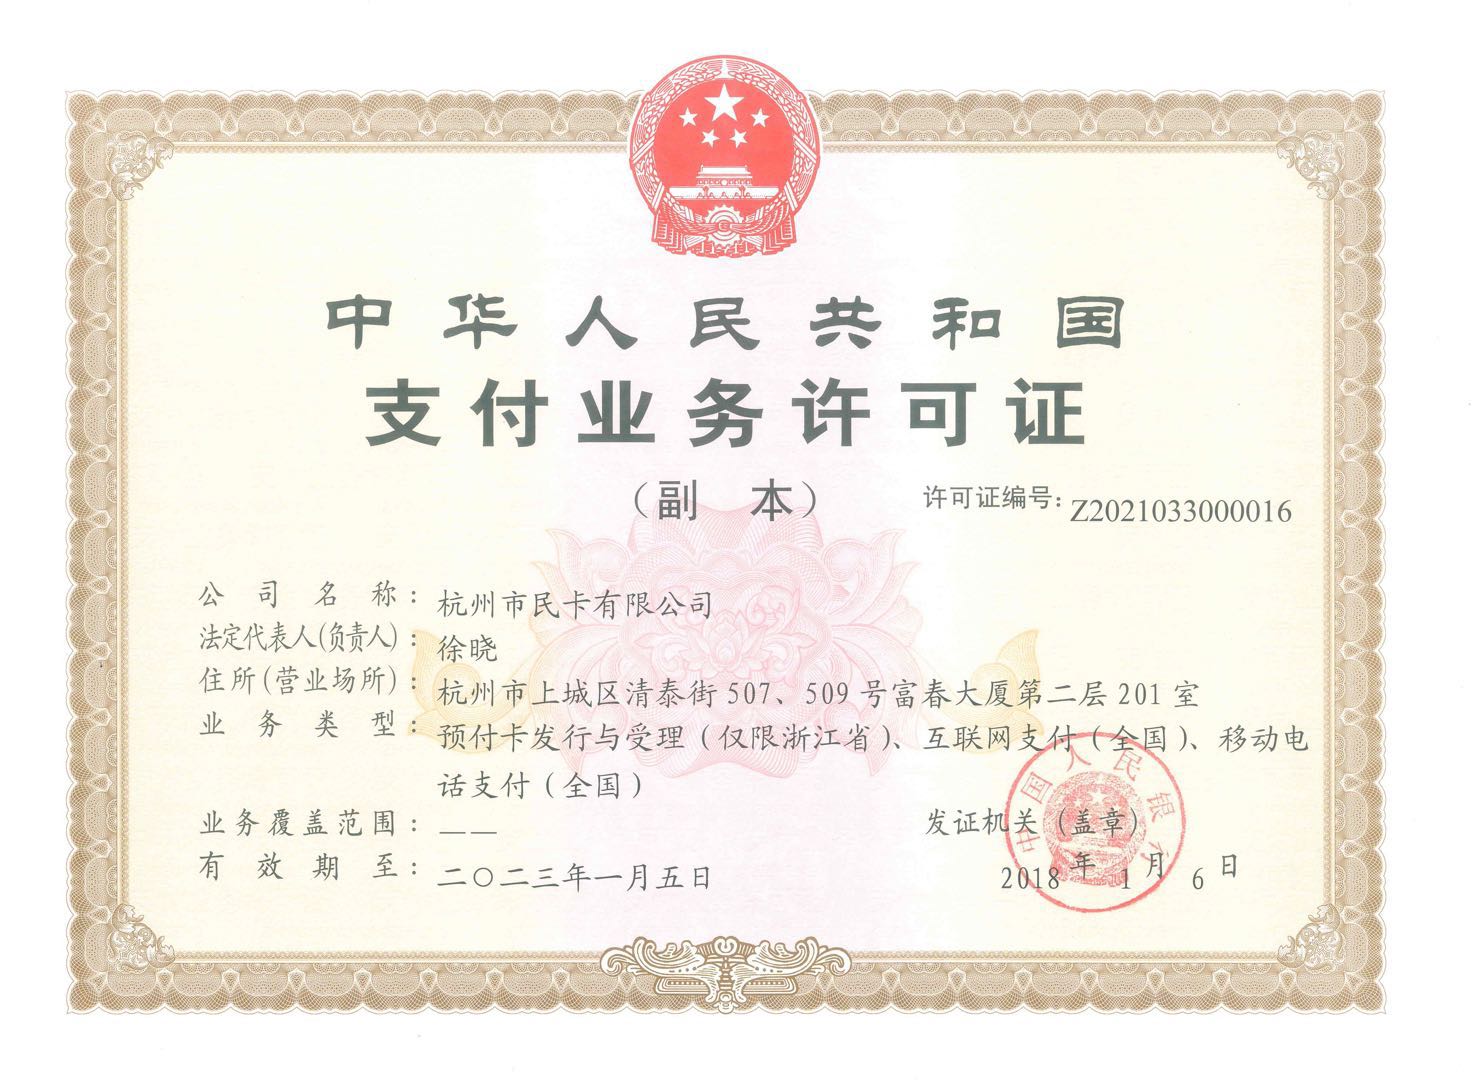 中华人民共和国
支付业务许可证
（副 本）
许可证编号：Z2021033000016
公司名称：杭州市民卡有限公司
法定代表人(负责人)：徐晓
住所(营业场所)：杭州市上城区清泰街507、509号富春大厦第二层201室
业务类型：预付卡发行与受理（仅限浙江省）、互联网支付（全国）、移动电
话支付（全国）
业务覆盖范围：——
有效期至：二〇二三年一月五日
发证机关（盖章）
2018年1月6日
中国人民银行